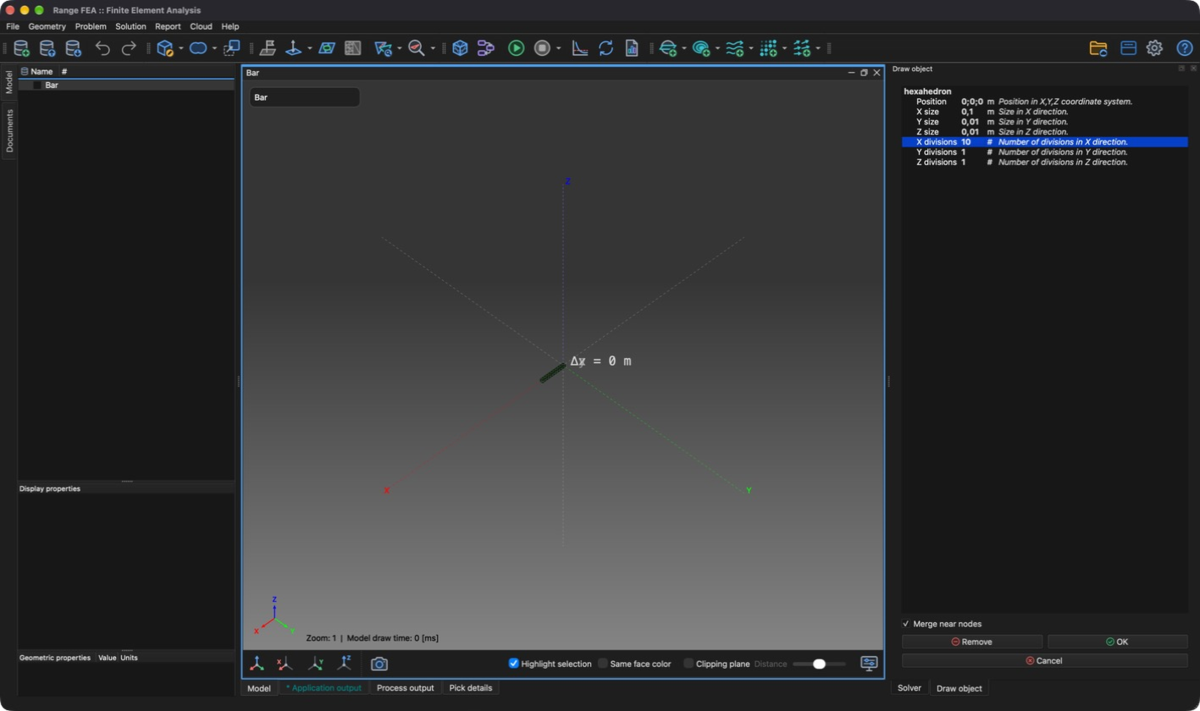 Range FEA :: Finite Element Analysis
File Geometry Problem Solution Report Cloud Help
Model
Documents
Name #
Bar
Display properties
Geometric properties Value Units
Bar
Bar
Z
Δx = 0 m
X
Y
Z
X
Y
Zoom: 1 | Model draw time: 0 [ms]
X
Y
Z
Highlight selection Same face color Clipping plane Distance
Model * Application output Process output Pick details
Draw object
hexahedron
Position 0;0;0 m Position in X,Y,Z coordinate system.
X size 0,1 m Size in X direction.
Y size 0,01 m Size in Y direction.
Z size 0,01 m Size in Z direction.
X divisions 10 # Number of divisions in X direction.
Y divisions 1 # Number of divisions in Y direction.
Z divisions 1 # Number of divisions in Z direction.
Merge near nodes
Remove OK
Cancel
Solver Draw object